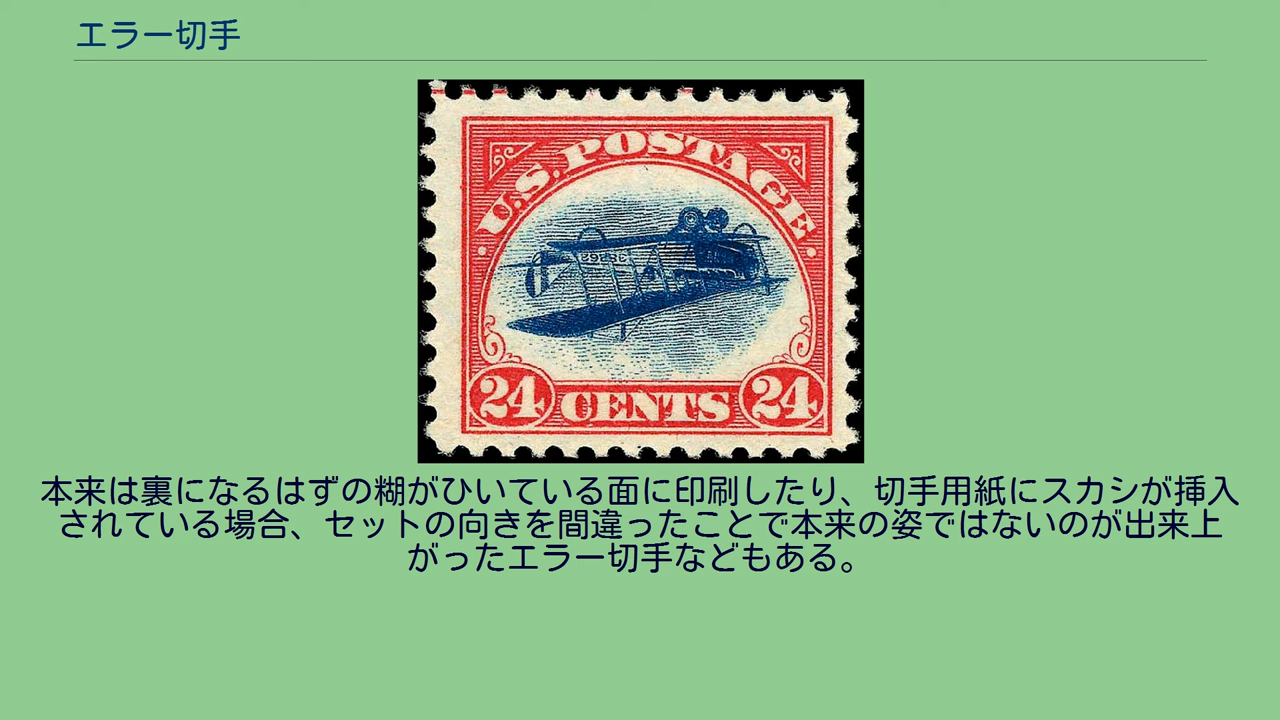 エラー切手
U.S. POSTAGE
24 CENTS 24
本来は裏になるはずの糊がひいている面に印刷したり、切手用紙にスカシが挿入
されている場合、セットの向きを間違ったことで本来の姿ではないのが出来上
がったエラー切手などもある。